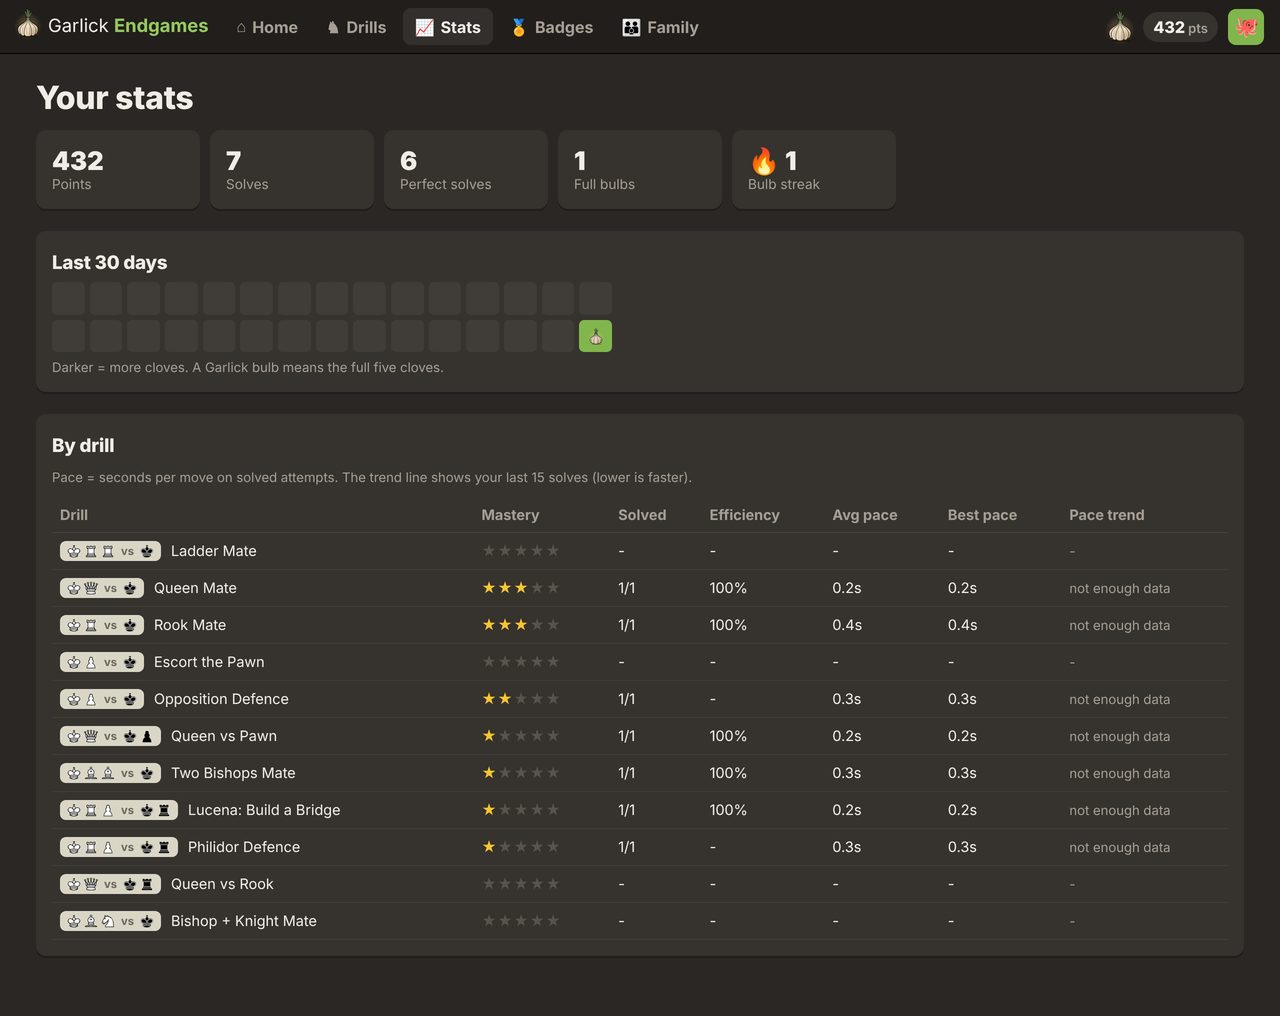 Garlick Endgames Home Drills Stats Badges Family 432 pts
Your stats
432 7 6 1 1
Points Solves Perfect solves Full bulbs Bulb streak
Last 30 days
Darker = more cloves. A Garlick bulb means the full five cloves.
By drill
Pace = seconds per move on solved attempts. The trend line shows your last 15 solves (lower is faster).
Drill Mastery Solved Efficiency Avg pace Best pace Pace trend
vs Ladder Mate - - - - -
vs Queen Mate 1/1 100% 0.2s 0.2s not enough data
vs Rook Mate 1/1 100% 0.4s 0.4s not enough data
vs Escort the Pawn - - - - -
vs Opposition Defence 1/1 - 0.3s 0.3s not enough data
vs Queen vs Pawn 1/1 100% 0.2s 0.2s not enough data
vs Two Bishops Mate 1/1 100% 0.3s 0.3s not enough data
vs Lucena: Build a Bridge 1/1 100% 0.2s 0.2s not enough data
vs Philidor Defence 1/1 - 0.3s 0.3s not enough data
vs Queen vs Rook - - - - -
vs Bishop + Knight Mate - - - - -